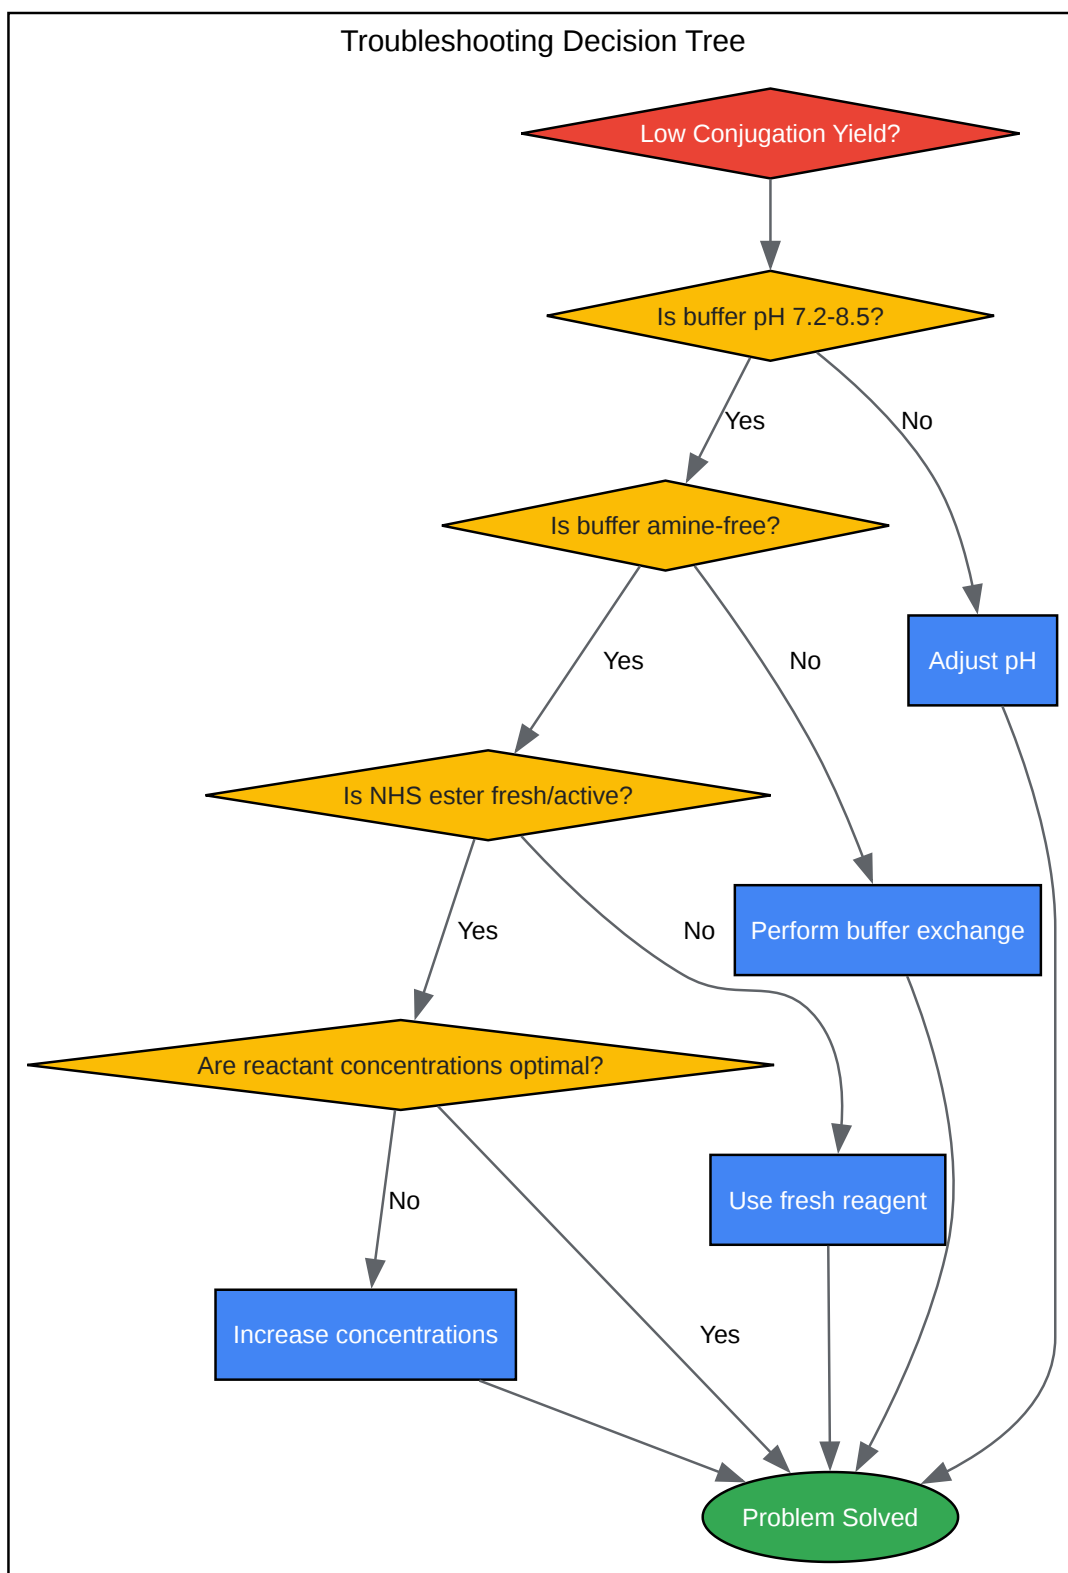 Troubleshooting Decision Tree
Low Conjugation Yield?
Is buffer pH 7.2-8.5?
Yes
No
Is buffer amine-free?
Yes
No
Adjust pH
Is NHS ester fresh/active?
Yes
No
Perform buffer exchange
Are reactant concentrations optimal?
No
Use fresh reagent
Increase concentrations
Yes
Problem Solved